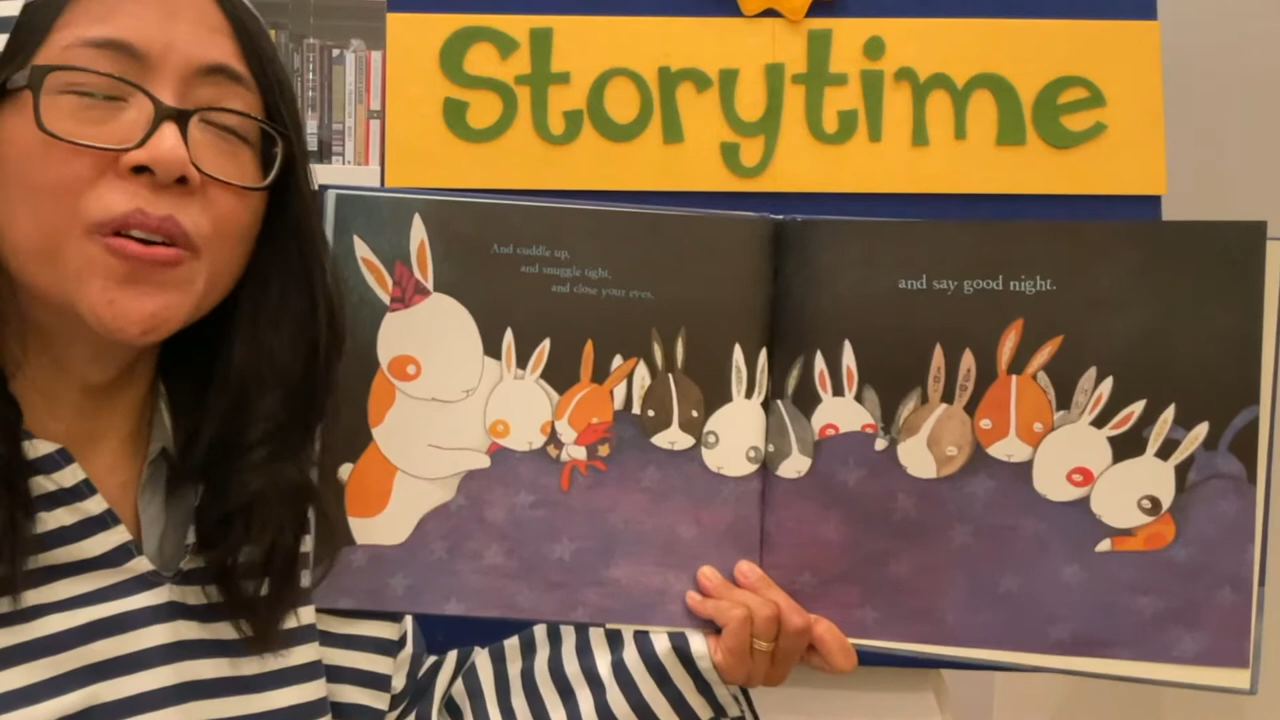 Storytime
And cuddle up,
and snuggle tight,
and close your eyes,
and say good night.